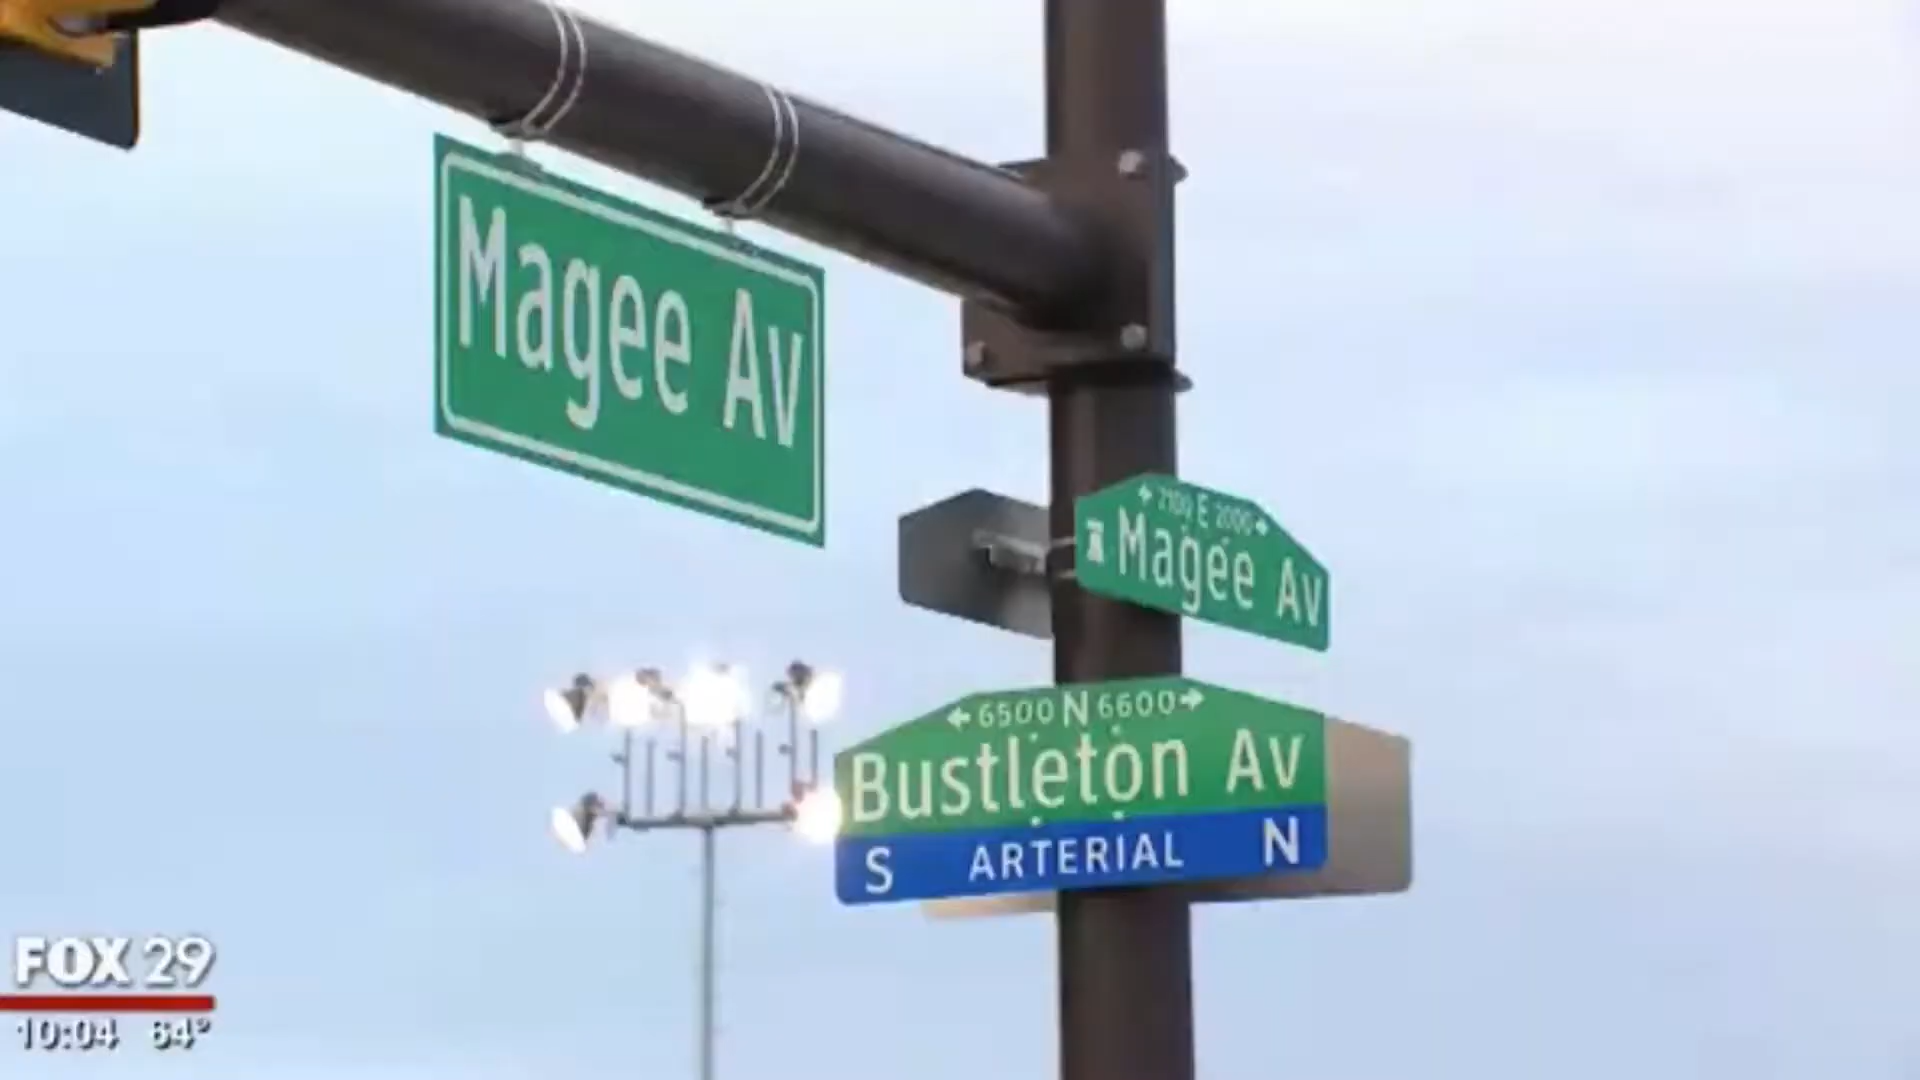 Magee Av
2100 E 2000
Magee Av
6500 N 6600
Bustleton Av
S ARTERIAL N
FOX 29
10:04 64°